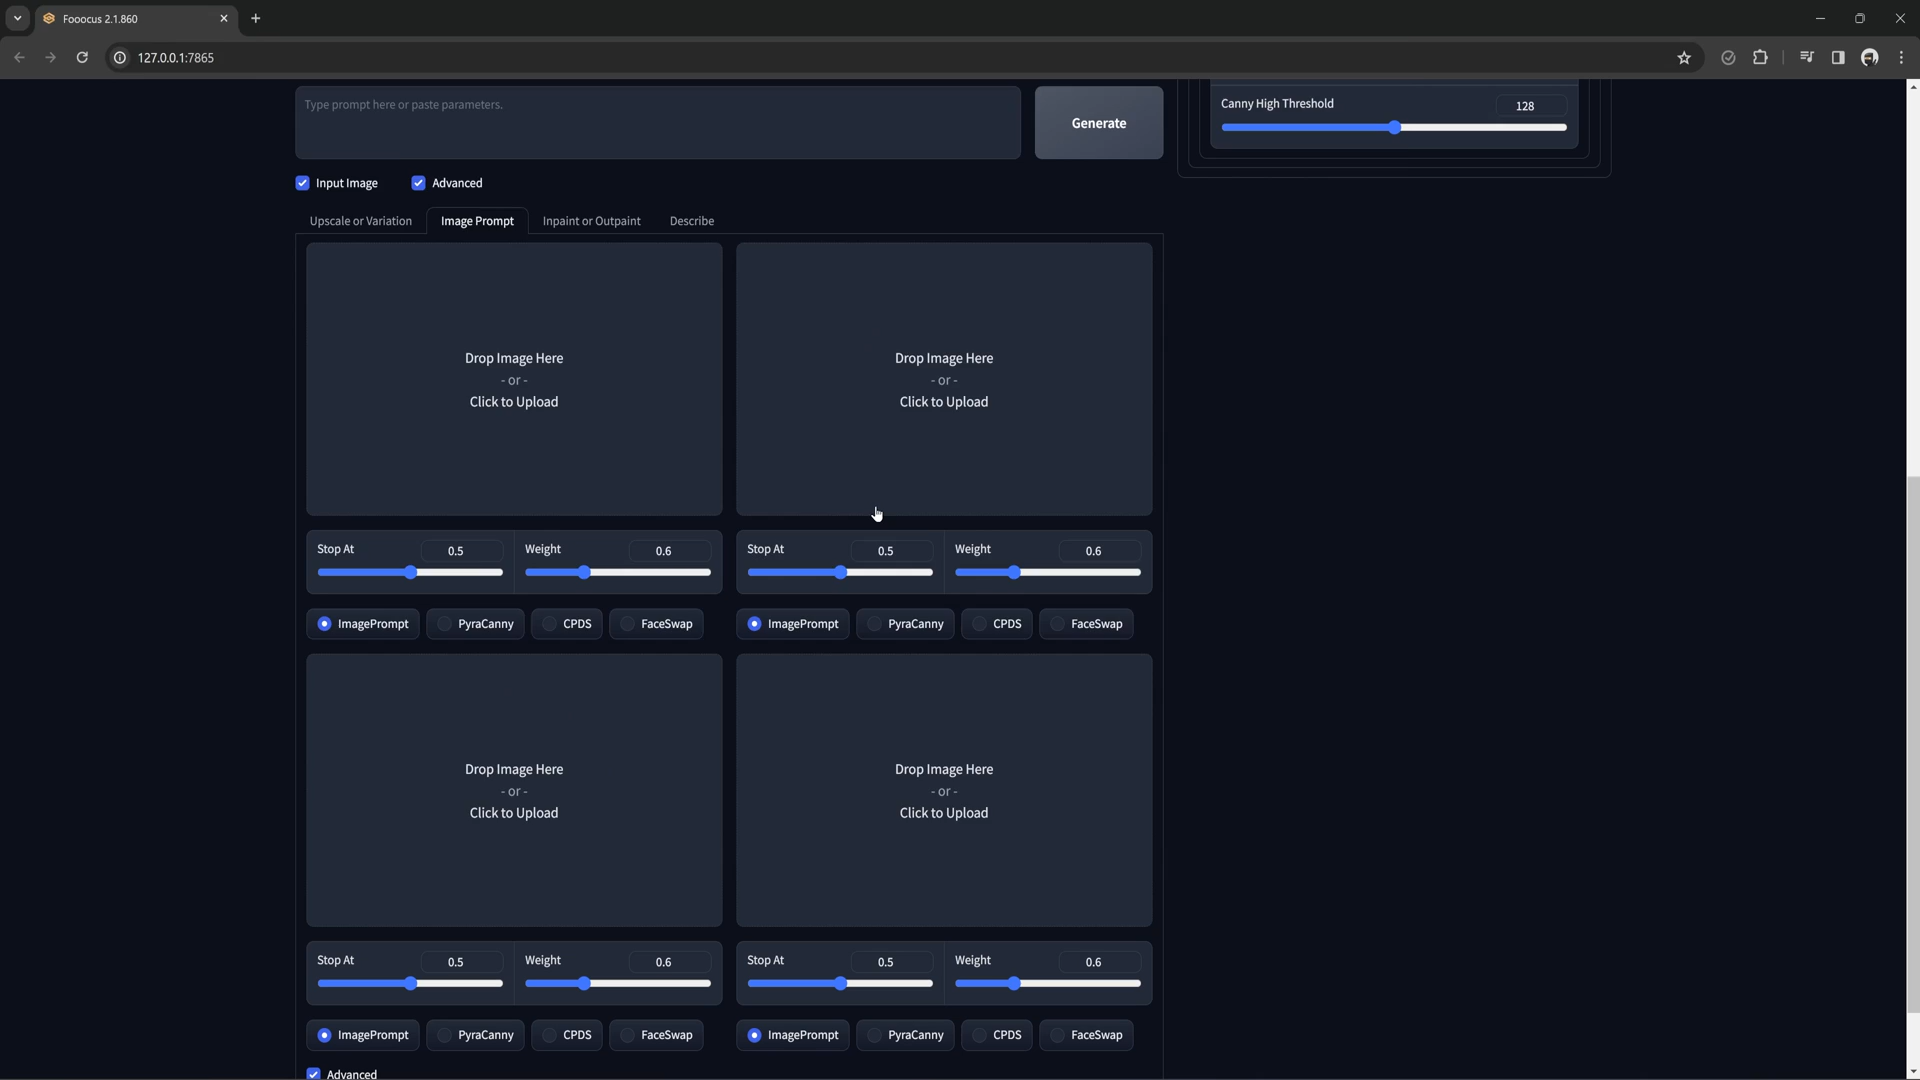 Fooocus 2.1.860
127.0.0.1:7865
Type prompt here or paste parameters.
Generate
Canny High Threshold 128
Input Image Advanced
Upscale or Variation Image Prompt Inpaint or Outpaint Describe
Drop Image Here Drop Image Here
- or - - or -
Click to Upload Click to Upload
Stop At 0.5 Weight 0.6 Stop At 0.5 Weight 0.6
ImagePrompt PyraCanny CPDS FaceSwap ImagePrompt PyraCanny CPDS FaceSwap
Drop Image Here Drop Image Here
- or - - or -
Click to Upload Click to Upload
Stop At 0.5 Weight 0.6 Stop At 0.5 Weight 0.6
ImagePrompt PyraCanny CPDS FaceSwap ImagePrompt PyraCanny CPDS FaceSwap
Advanced